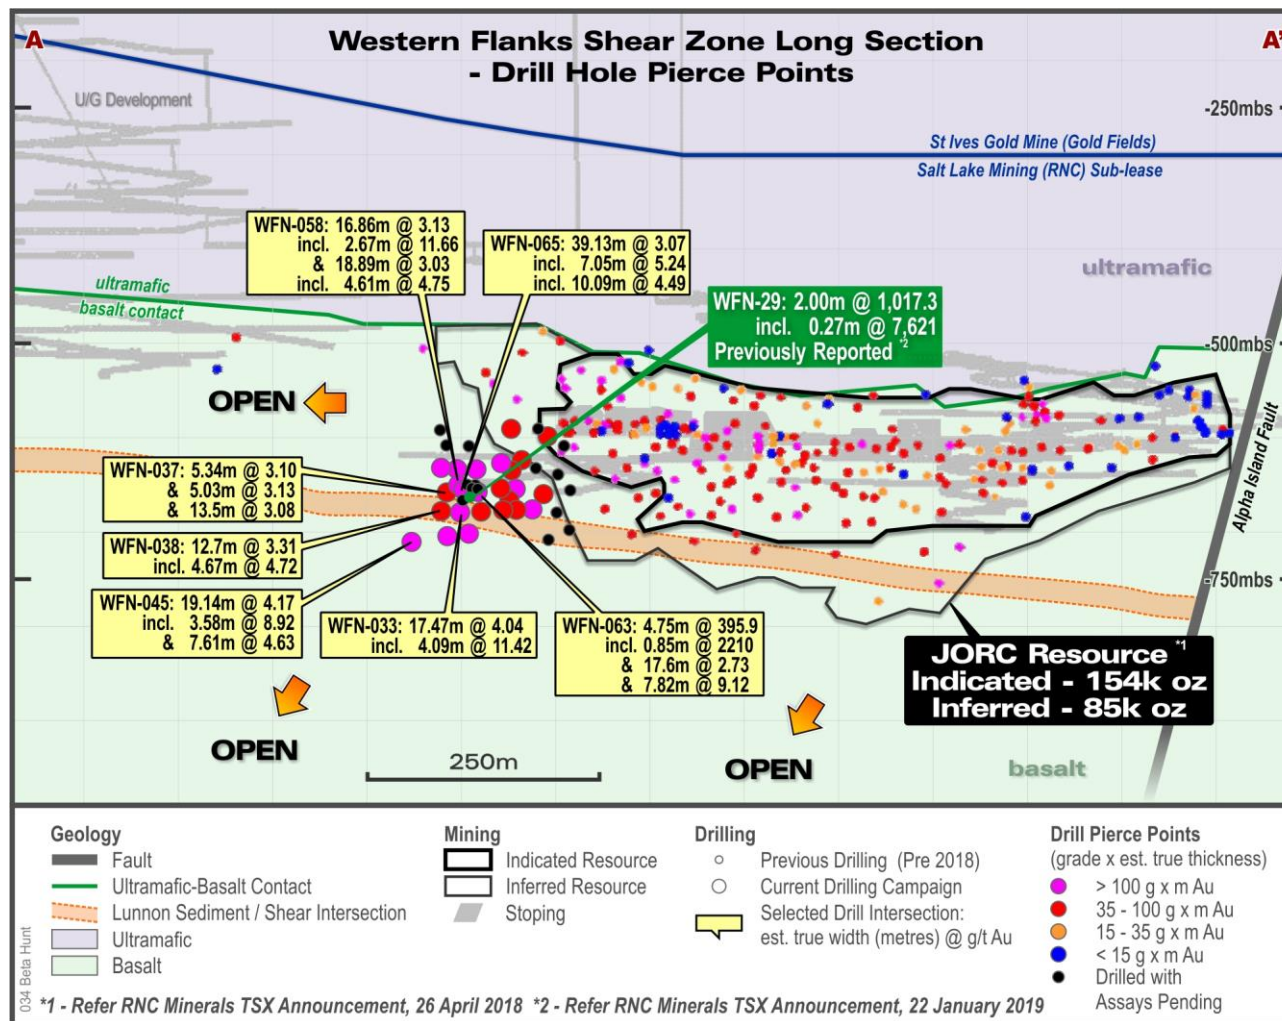 A
Western Flanks Shear Zone Long Section
- Drill Hole Pierce Points
A'
U/G Development
-250mbs
St Ives Gold Mine (Gold Fields)
Salt Lake Mining (RNC) Sub-lease
WFN-058: 16.86m @ 3.13
incl. 2.67m @ 11.66
& 18.89m @ 3.03
incl. 4.61m @ 4.75
WFN-065: 39.13m @ 3.07
incl. 7.05m @ 5.24
incl. 10.09m @ 4.49
ultramafic
ultramafic
basalt contact
WFN-29: 2.00m @ 1,017.3
incl. 0.27m @ 7,621
Previously Reported *2
-500mbs
OPEN
WFN-037: 5.34m @ 3.10
& 5.03m @ 3.13
& 13.5m @ 3.08
Alpha Island Fault
WFN-038: 12.7m @ 3.31
incl. 4.67m @ 4.72
-750mbs
WFN-045: 19.14m @ 4.17
incl. 3.58m @ 8.92
& 7.61m @ 4.63
WFN-033: 17.47m @ 4.04
incl. 4.09m @ 11.42
WFN-063: 4.75m @ 395.9
incl. 0.85m @ 2210
& 17.6m @ 2.73
& 7.82m @ 9.12
JORC Resource *1
Indicated - 154k oz
Inferred - 85k oz
OPEN
250m
OPEN
basalt
Geology
Fault
Ultramafic-Basalt Contact
Lunnon Sediment / Shear Intersection
Ultramafic
Basalt
Mining
Indicated Resource
Inferred Resource
Stoping
Drilling
Previous Drilling (Pre 2018)
Current Drilling Campaign
Selected Drill Intersection:
est. true width (metres) @ g/t Au
Drill Pierce Points
(grade x est. true thickness)
> 100 g x m Au
35 - 100 g x m Au
15 - 35 g x m Au
< 15 g x m Au
Drilled with
Assays Pending
034 Beta Hunt
*1 - Refer RNC Minerals TSX Announcement, 26 April 2018 *2 - Refer RNC Minerals TSX Announcement, 22 January 2019